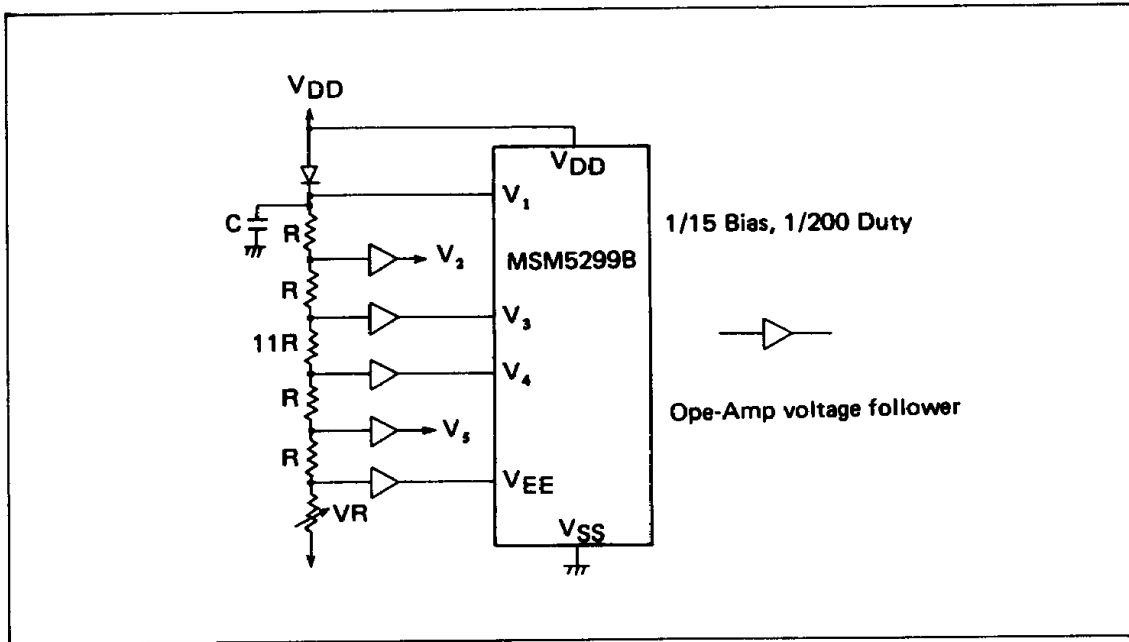 VDD
VDD
V₁
C
R
1/15 Bias, 1/200 Duty
V₂
MSM5299B
R
V₃
11R
V₄
R
Ope-Amp voltage follower
V₅
R
VEE
VR
VSS